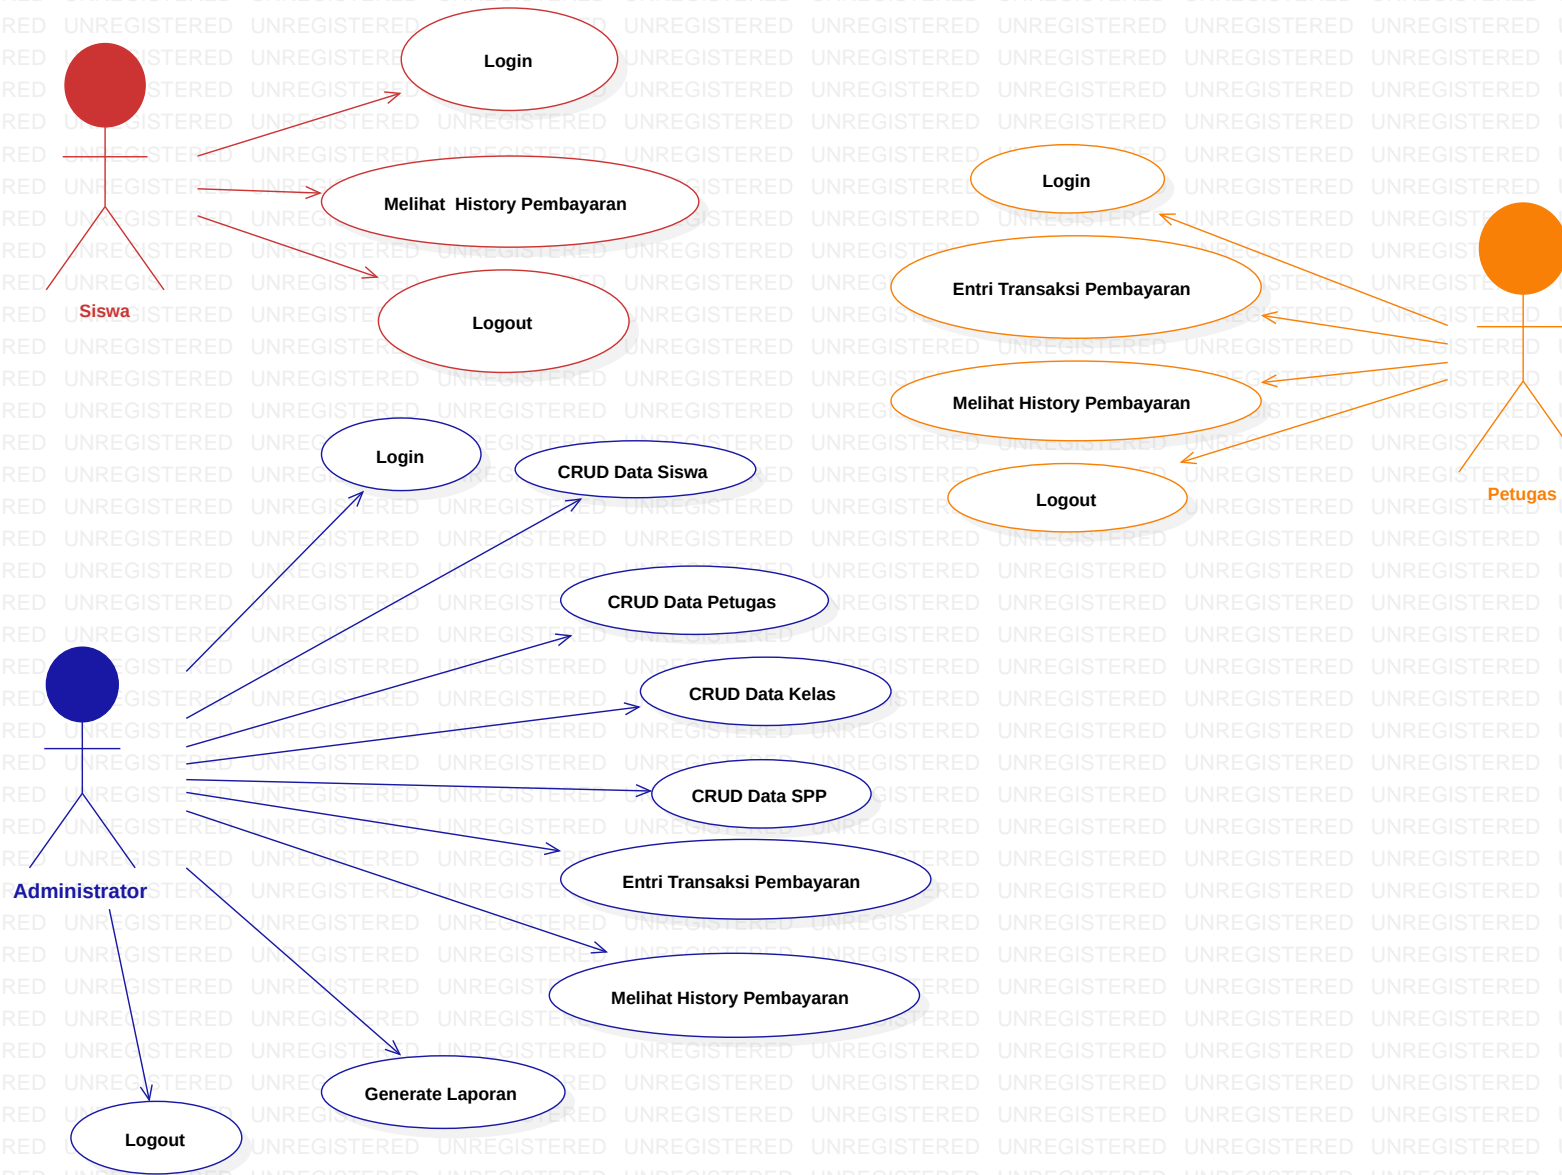 Login
Melihat  History Pembayaran
Logout
Siswa
Login
Entri Transaksi Pembayaran
Melihat History Pembayaran
Logout
Petugas
Login
CRUD Data Siswa
CRUD Data Petugas
CRUD Data Kelas
CRUD Data SPP
Entri Transaksi Pembayaran
Melihat History Pembayaran
Generate Laporan
Logout
Administrator
UNREGISTERED